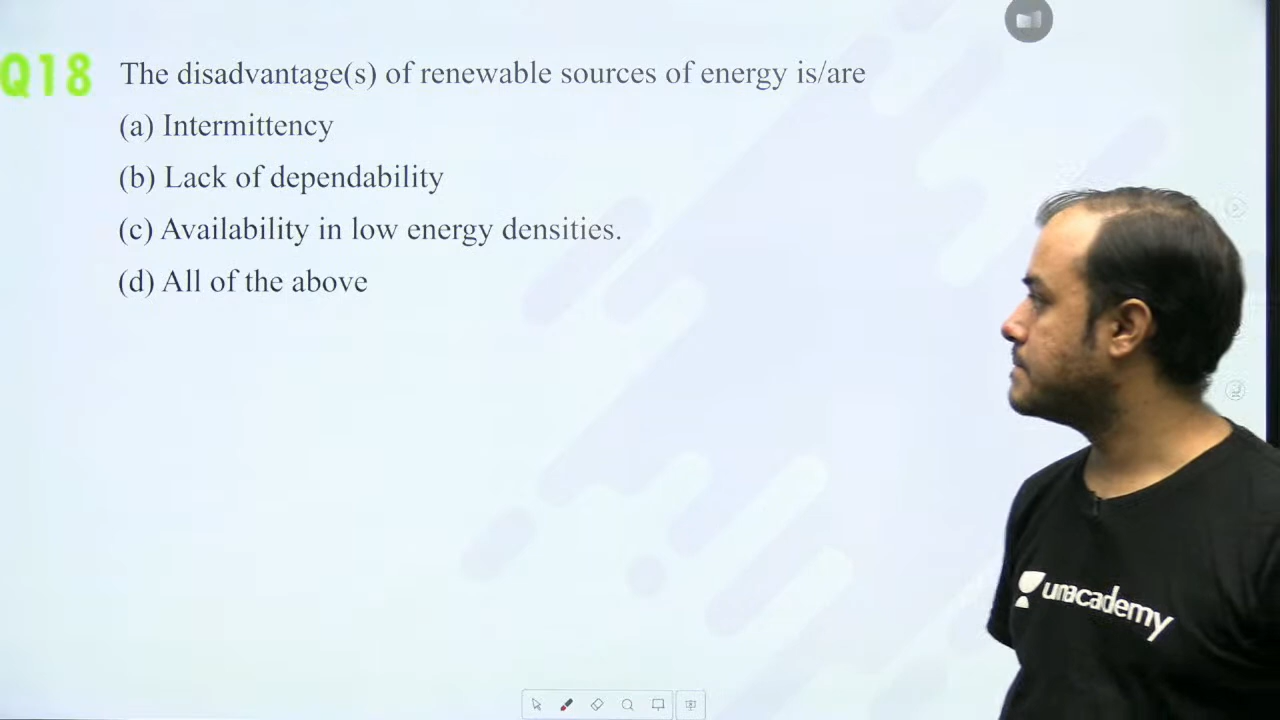 Q18 The disadvantage(s) of renewable sources of energy is/are
(a) Intermittency
(b) Lack of dependability
(c) Availability in low energy densities.
(d) All of the above
unacademy